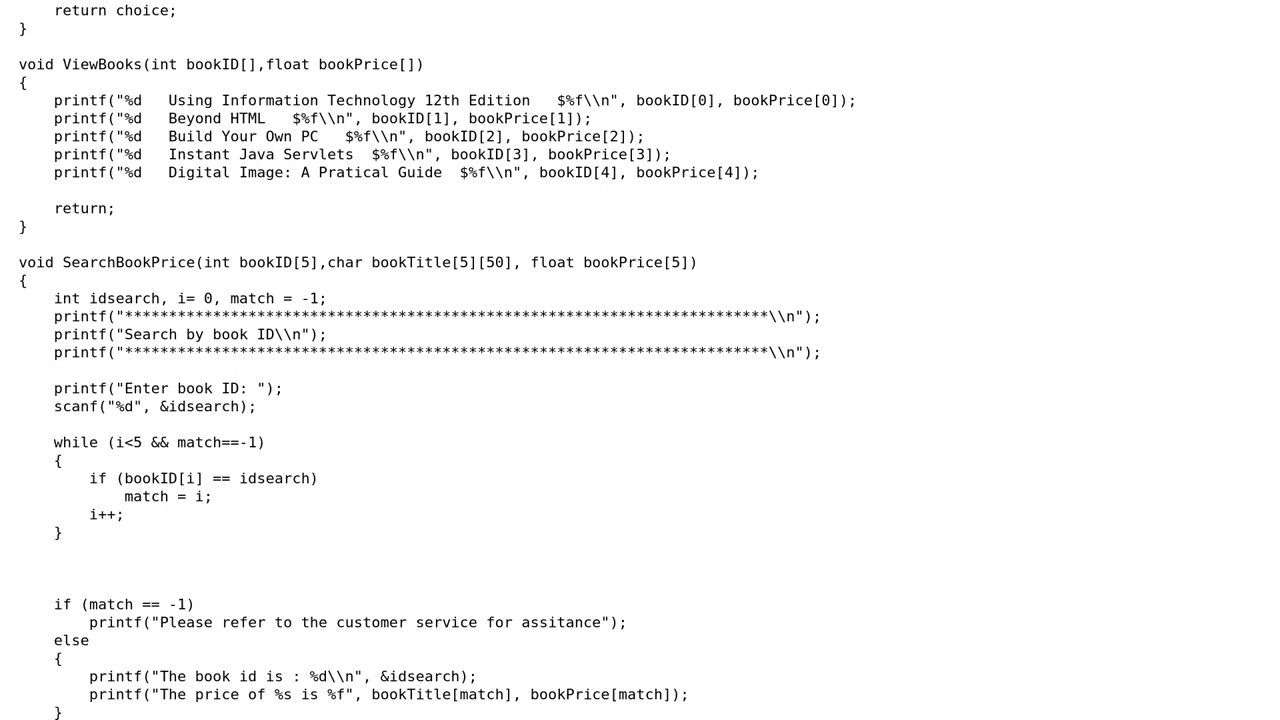 return choice;
}

void ViewBooks(int bookID[],float bookPrice[])
{
    printf("%d   Using Information Technology 12th Edition   $%f\\n", bookID[0], bookPrice[0]);
    printf("%d   Beyond HTML   $%f\\n", bookID[1], bookPrice[1]);
    printf("%d   Build Your Own PC   $%f\\n", bookID[2], bookPrice[2]);
    printf("%d   Instant Java Servlets  $%f\\n", bookID[3], bookPrice[3]);
    printf("%d   Digital Image: A Pratical Guide  $%f\\n", bookID[4], bookPrice[4]);

    return;
}

void SearchBookPrice(int bookID[5],char bookTitle[5][50], float bookPrice[5])
{
    int idsearch, i= 0, match = -1;
    printf("*************************************************************************\\n");
    printf("Search by book ID\\n");
    printf("*************************************************************************\\n");

    printf("Enter book ID: ");
    scanf("%d", &idsearch);

    while (i<5 && match==-1)
    {
        if (bookID[i] == idsearch)
            match = i;
        i++;
    }

    if (match == -1)
        printf("Please refer to the customer service for assitance");
    else
    {
        printf("The book id is : %d\\n", &idsearch);
        printf("The price of %s is %f", bookTitle[match], bookPrice[match]);
    }